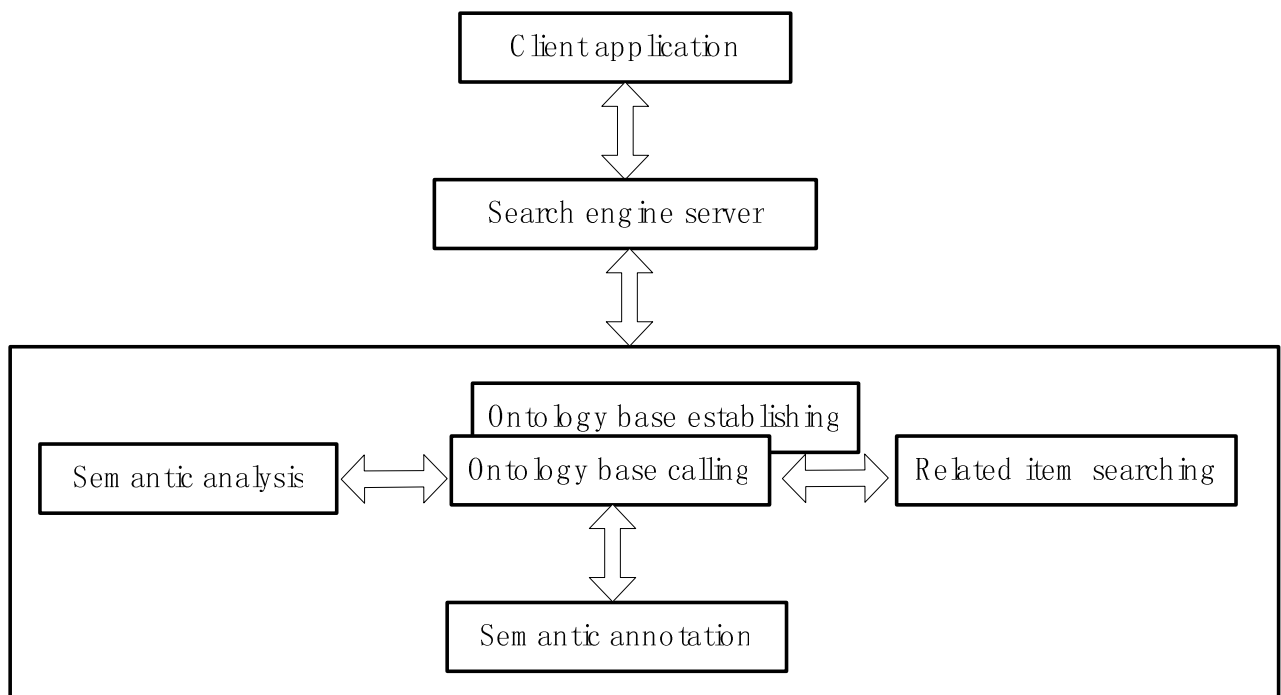 Client application
Search engine server
Ontology base establishing
Semantic analysis
Ontology base calling
Related item searching
Semantic annotation